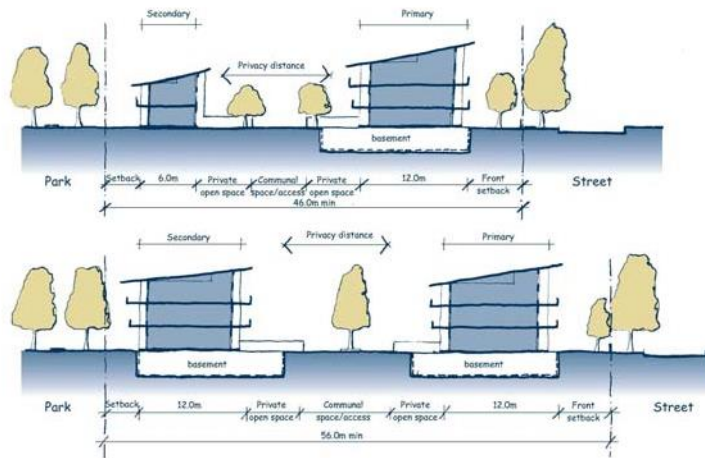 Secondary
Primary
Privacy distance
basement
Park
Setback
6.0m
Private
open space
Communal
space/access
Private
open space
12.0m
Front
setback
Street
46.0m min
Secondary
Privacy distance
Primary
basement
basement
Park
Setback
12.0m
Private
open space
Communal
space/access
Private
open space
12.0m
Front
setback
Street
56.0m min